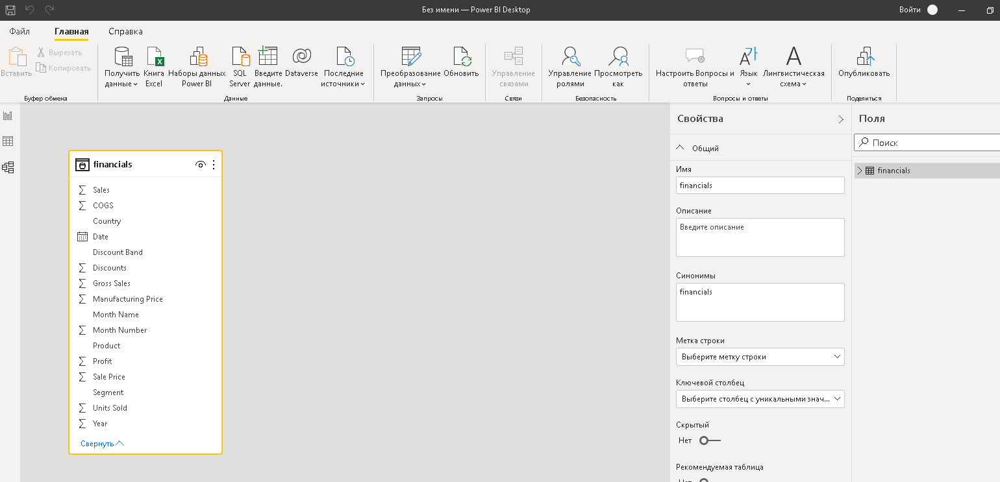 Без имени — Power BI Desktop
Войти
Файл
Главная
Справка
Вставить
Вырезать
Копировать
Буфер обмена
Получить данные
Книга Excel
Наборы данных Power BI
SQL Server
Введите данные.
Dataverse
Последние источники
Данные
Преобразование данных
Обновить
Запросы
Управление связями
Связи
Управление ролями
Просмотреть как
Безопасность
Настроить Вопросы и ответы
Язык
Лингвистическая схема
Вопросы и ответы
Опубликовать
Поделиться
financials
Sales
COGS
Country
Date
Discount Band
Discounts
Gross Sales
Manufacturing Price
Month Name
Month Number
Product
Profit
Sale Price
Segment
Units Sold
Year
Свернуть
Свойства
Общий
Имя
financials
Описание
Введите описание
Синонимы
financials
Метка строки
Выберите метку строки
Ключевой столбец
Выберите столбец с уникальными знач...
Скрытый
Нет
Рекомендуемая таблица
Поля
Поиск
financials